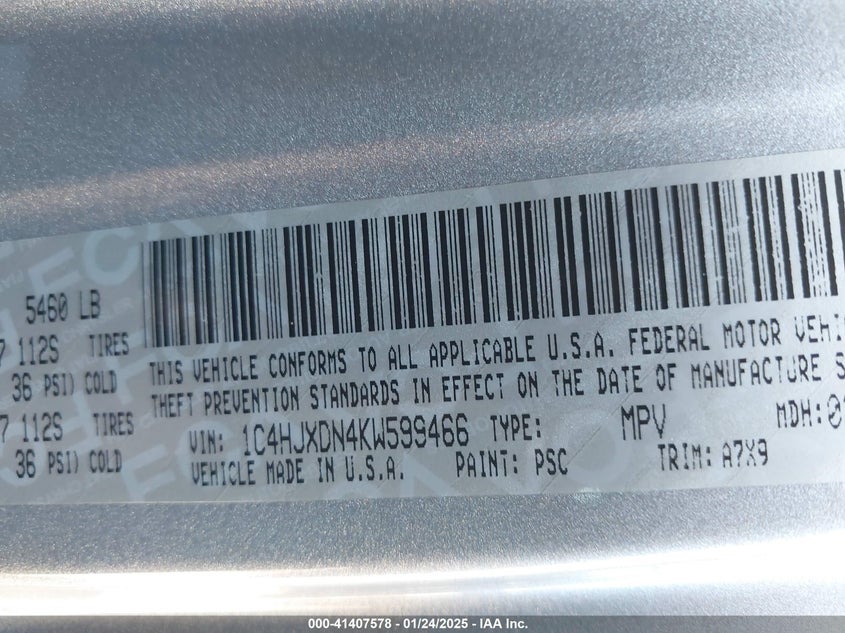 5460 LB
7 112S TIRES
36 PSI) COLD
7 112S TIRES
36 PSI) COLD
THIS VEHICLE CONFORMS TO ALL APPLICABLE U.S.A. FEDERAL MOTOR VEHI
THEFT PREVENTION STANDARDS IN EFFECT ON THE DATE OF MANUFACTURE S
VIN: 1C4HJXDN4KW599466 TYPE: MPV MDH: 0
VEHICLE MADE IN U.S.A. PAINT: PSC TRIM: A7X9
000-41407578 - 01/24/2025 - IAA Inc.